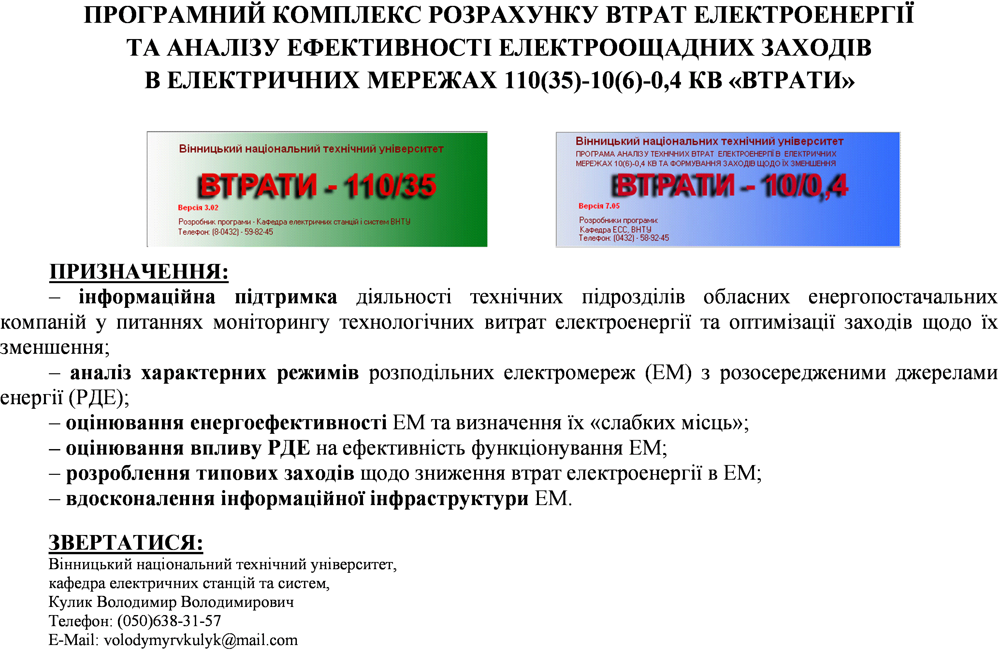 ПРОГРАМНИЙ КОМПЛЕКС РОЗРАХУНКУ ВТРАТ ЕЛЕКТРОЕНЕРГІЇ
ТА АНАЛІЗУ ЕФЕКТИВНОСТІ ЕЛЕКТРООЩАДНИХ ЗАХОДІВ
В ЕЛЕКТРИЧНИХ МЕРЕЖАХ 110(35)-10(6)-0,4 КВ «ВТРАТИ»
Вінницький національний технічний університет
ВТРАТИ - 110/35
Версія 3.02
Розробник програми - Кафедра електричних станцій і систем ВНТУ
Телефон: (8-0432) - 59-82-45
Вінницький національних технічний університет
ПРОГРАМА АНАЛІЗУ ТЕХНІЧНИХ ВТРАТ ЕЛЕКТРОЕНЕРГІЇ В ЕЛЕКТРИЧНИХ
МЕРЕЖАХ 10(6)-0,4 КВ ТА ФОРМУВАННЯ ЗАХОДІВ ЩОДО ЇХ ЗМЕНШЕННЯ
ВТРАТИ - 10/0,4
Версія 7.05
Розробники програми:
Кафедра ЕСС, ВНТУ
Телефон: (0432) - 58-92-45
ПРИЗНАЧЕННЯ:
– інформаційна підтримка діяльності технічних підрозділів обласних енергопостачальних
компаній у питаннях моніторингу технологічних витрат електроенергії та оптимізації заходів щодо їх
зменшення;
– аналіз характерних режимів розподільних електромереж (ЕМ) з розосередженими джерелами
енергії (РДЕ);
– оцінювання енергоефективності ЕМ та визначення їх «слабких місць»;
– оцінювання впливу РДЕ на ефективність функціонування ЕМ;
– розроблення типових заходів щодо зниження втрат електроенергії в ЕМ;
– вдосконалення інформаційної інфраструктури ЕМ.
ЗВЕРТАТИСЯ:
Вінницький національний технічний університет,
кафедра електричних станцій та систем,
Кулик Володимир Володимирович
Телефон: (050)638-31-57
E-Mail: volodymyrvkulyk@mail.com